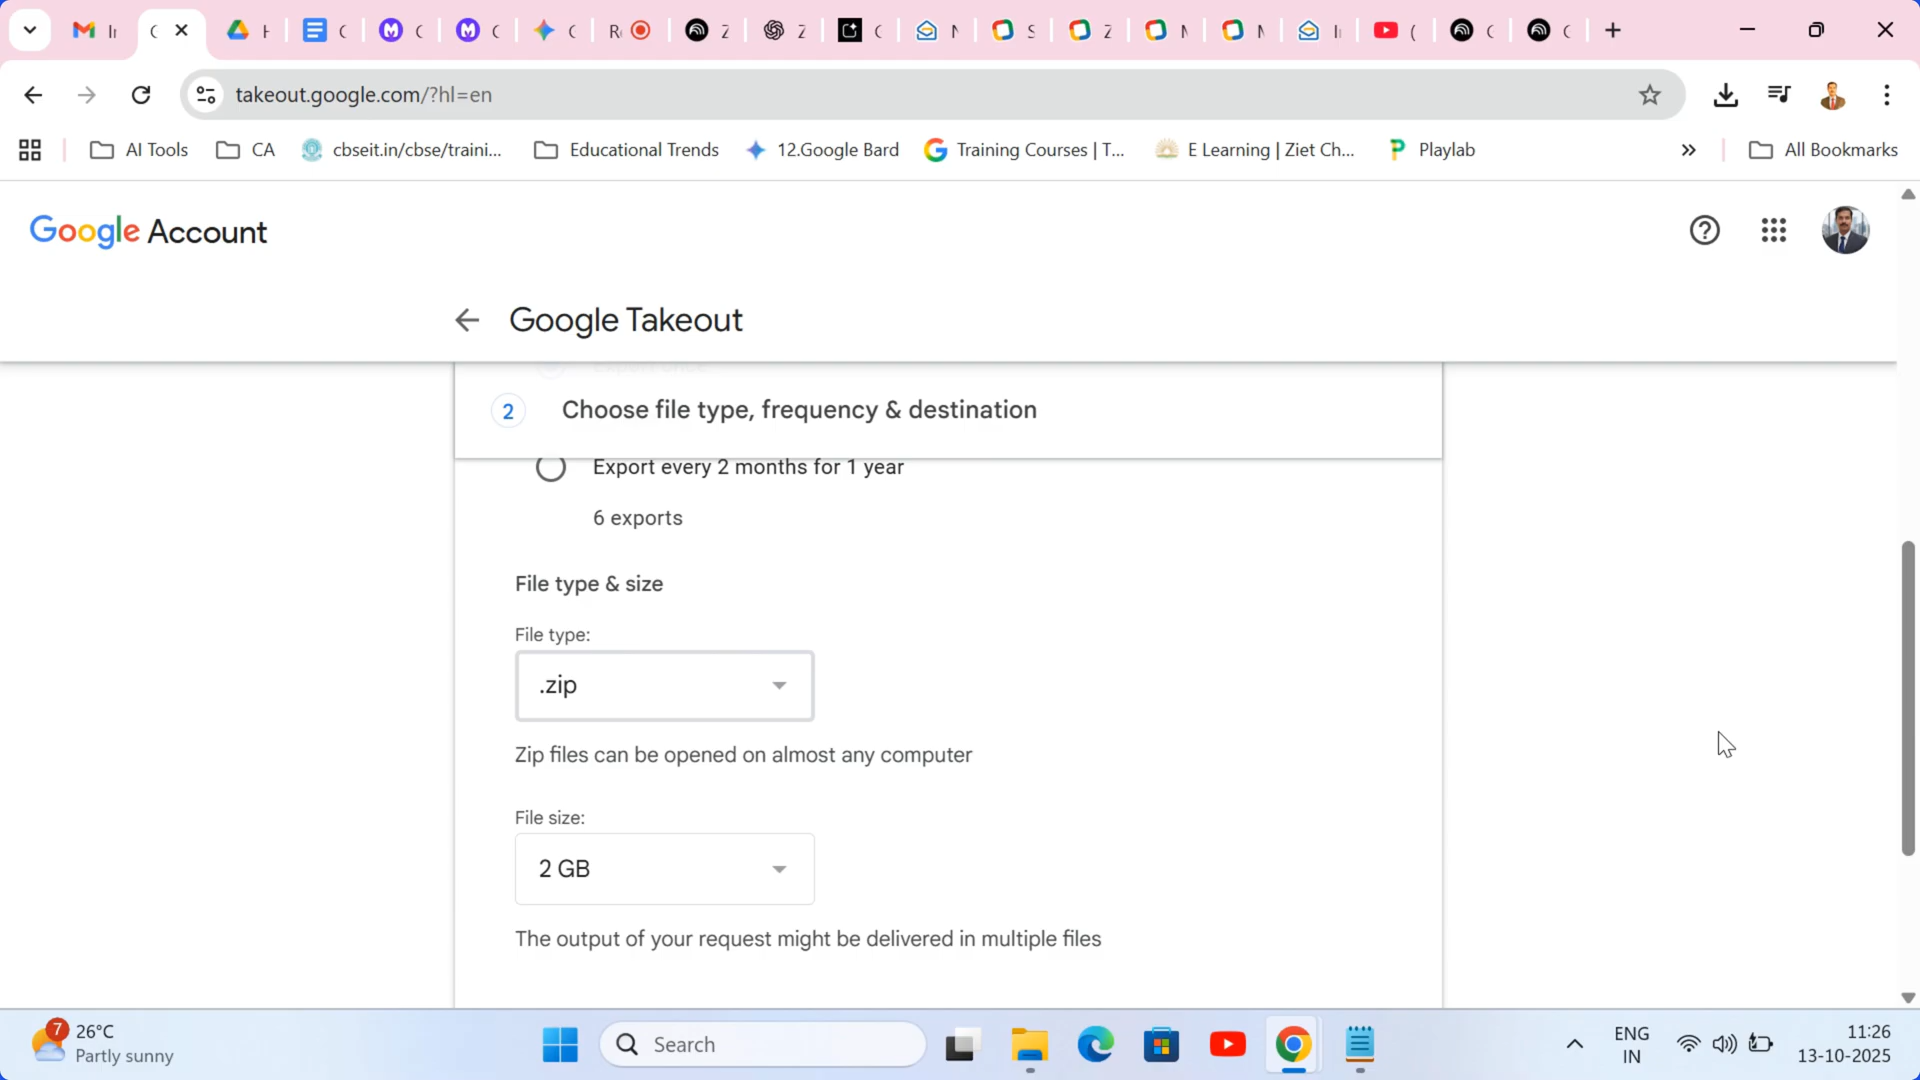 takeout.google.com/?hl=en
AI Tools
CA
cbseit.in/cbse/traini...
Educational Trends
12.Google Bard
Training Courses | T...
E Learning | Ziet Ch...
Playlab
»
All Bookmarks
Google Account
Google Takeout
2
Choose file type, frequency & destination
Export every 2 months for 1 year
6 exports
File type & size
File type:
.zip
Zip files can be opened on almost any computer
File size:
2 GB
The output of your request might be delivered in multiple files
7
26°C
Partly sunny
Search
ENG
IN
11:26
13-10-2025